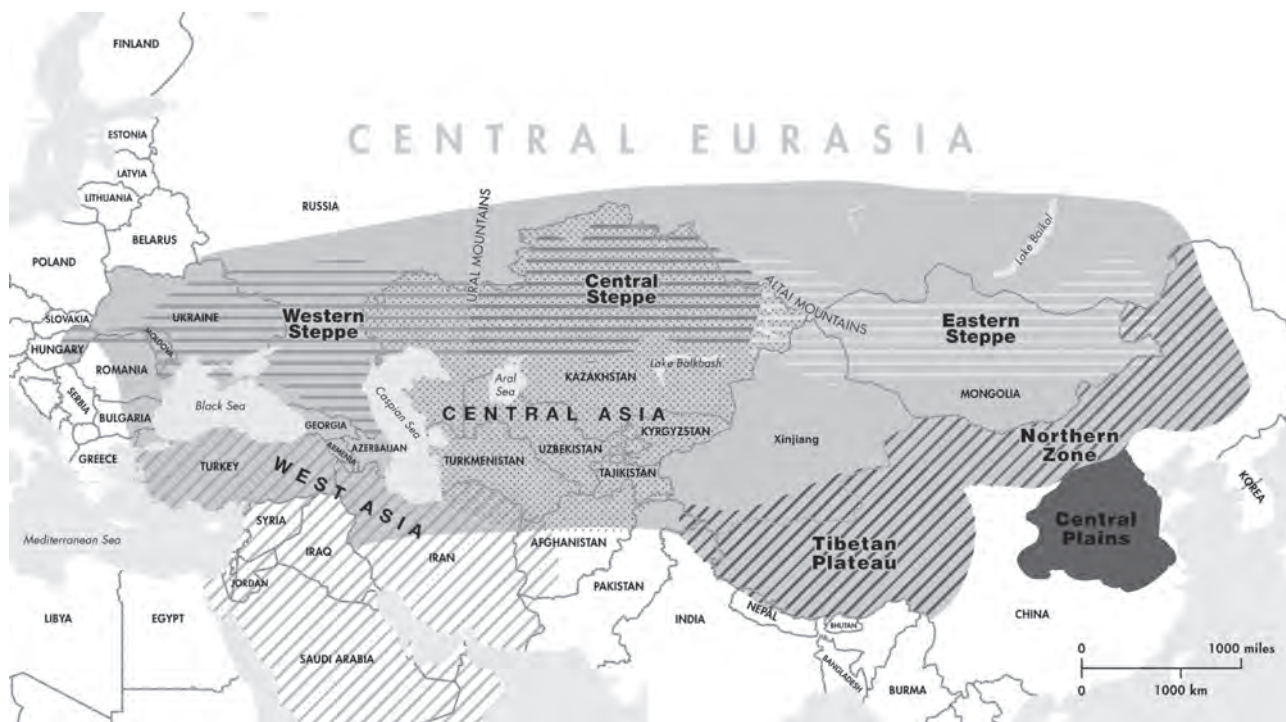 FINLAND
CENTRAL EURASIA
ESTONIA
LATVIA
LITHUANIA
RUSSIA
BELARUS
POLAND
URAL MOUNTAINS
Lake Baikal
SLOVAKIA
UKRAINE
Western
Steppe
Central
Steppe
ALTAI MOUNTAINS
Eastern
Steppe
HUNGARY
MOLDOVA
ROMANIA
SERBIA
BULGARIA
GREECE
Black Sea
Caspian Sea
Aral
Sea
KAZAKHSTAN
Lake Balkbash
MONGOLIA
CENTRAL ASIA
GEORGIA
ARMENIA
AZERBAIJAN
KYRGYZSTAN
UZBEKISTAN
TURKMENISTAN
TAJIKISTAN
Xinjiang
Northern
Zone
KOREA
TURKEY
WEST ASIA
Mediterranean Sea
SYRIA
IRAQ
JORDAN
IRAN
AFGHANISTAN
PAKISTAN
Tibetan
Plateau
Central
Plains
LIBYA
EGYPT
SAUDI ARABIA
INDIA
NEPAL
BHUTAN
BANGLADESH
BURMA
CHINA
0 1000 miles
0 1000 km